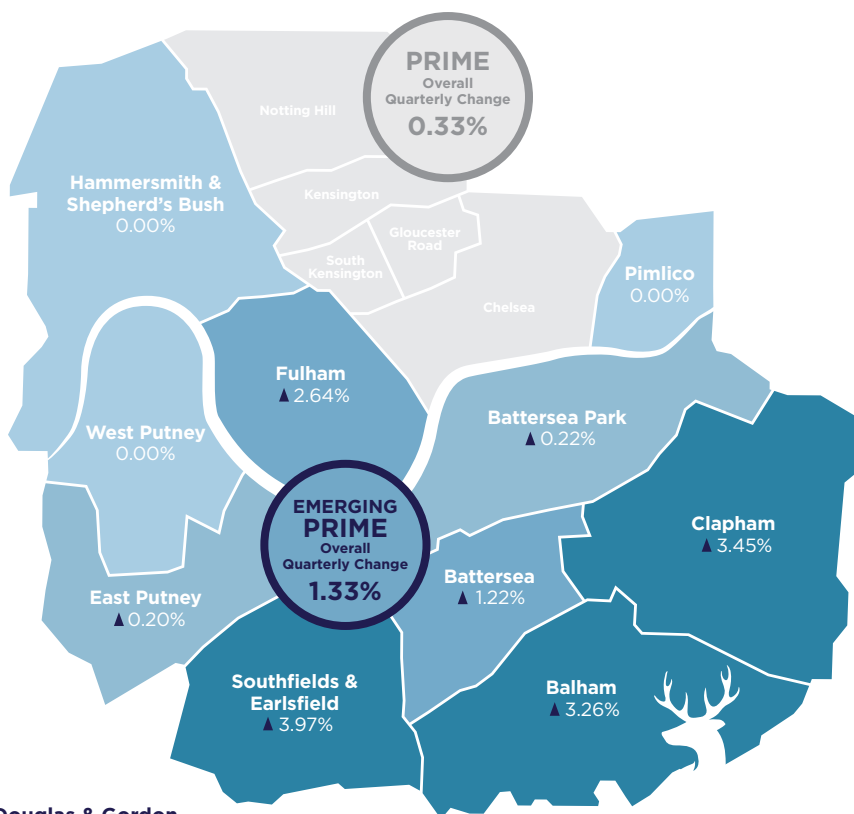 PRIME
Overall
Quarterly Change
0.33%
Notting Hill
Hammersmith &
Shepherd's Bush
0.00%
Kensington
Gloucester
Road
South
Kensington
Chelsea
Pimlico
0.00%
Fulham
▲ 2.64%
Battersea Park
▲ 0.22%
West Putney
0.00%
EMERGING
PRIME
Overall
Quarterly Change
1.33%
Clapham
▲ 3.45%
Battersea
▲ 1.22%
East Putney
▲ 0.20%
Southfields &
Earlsfield
▲ 3.97%
Balham
▲ 3.26%
Douglas & Gordon